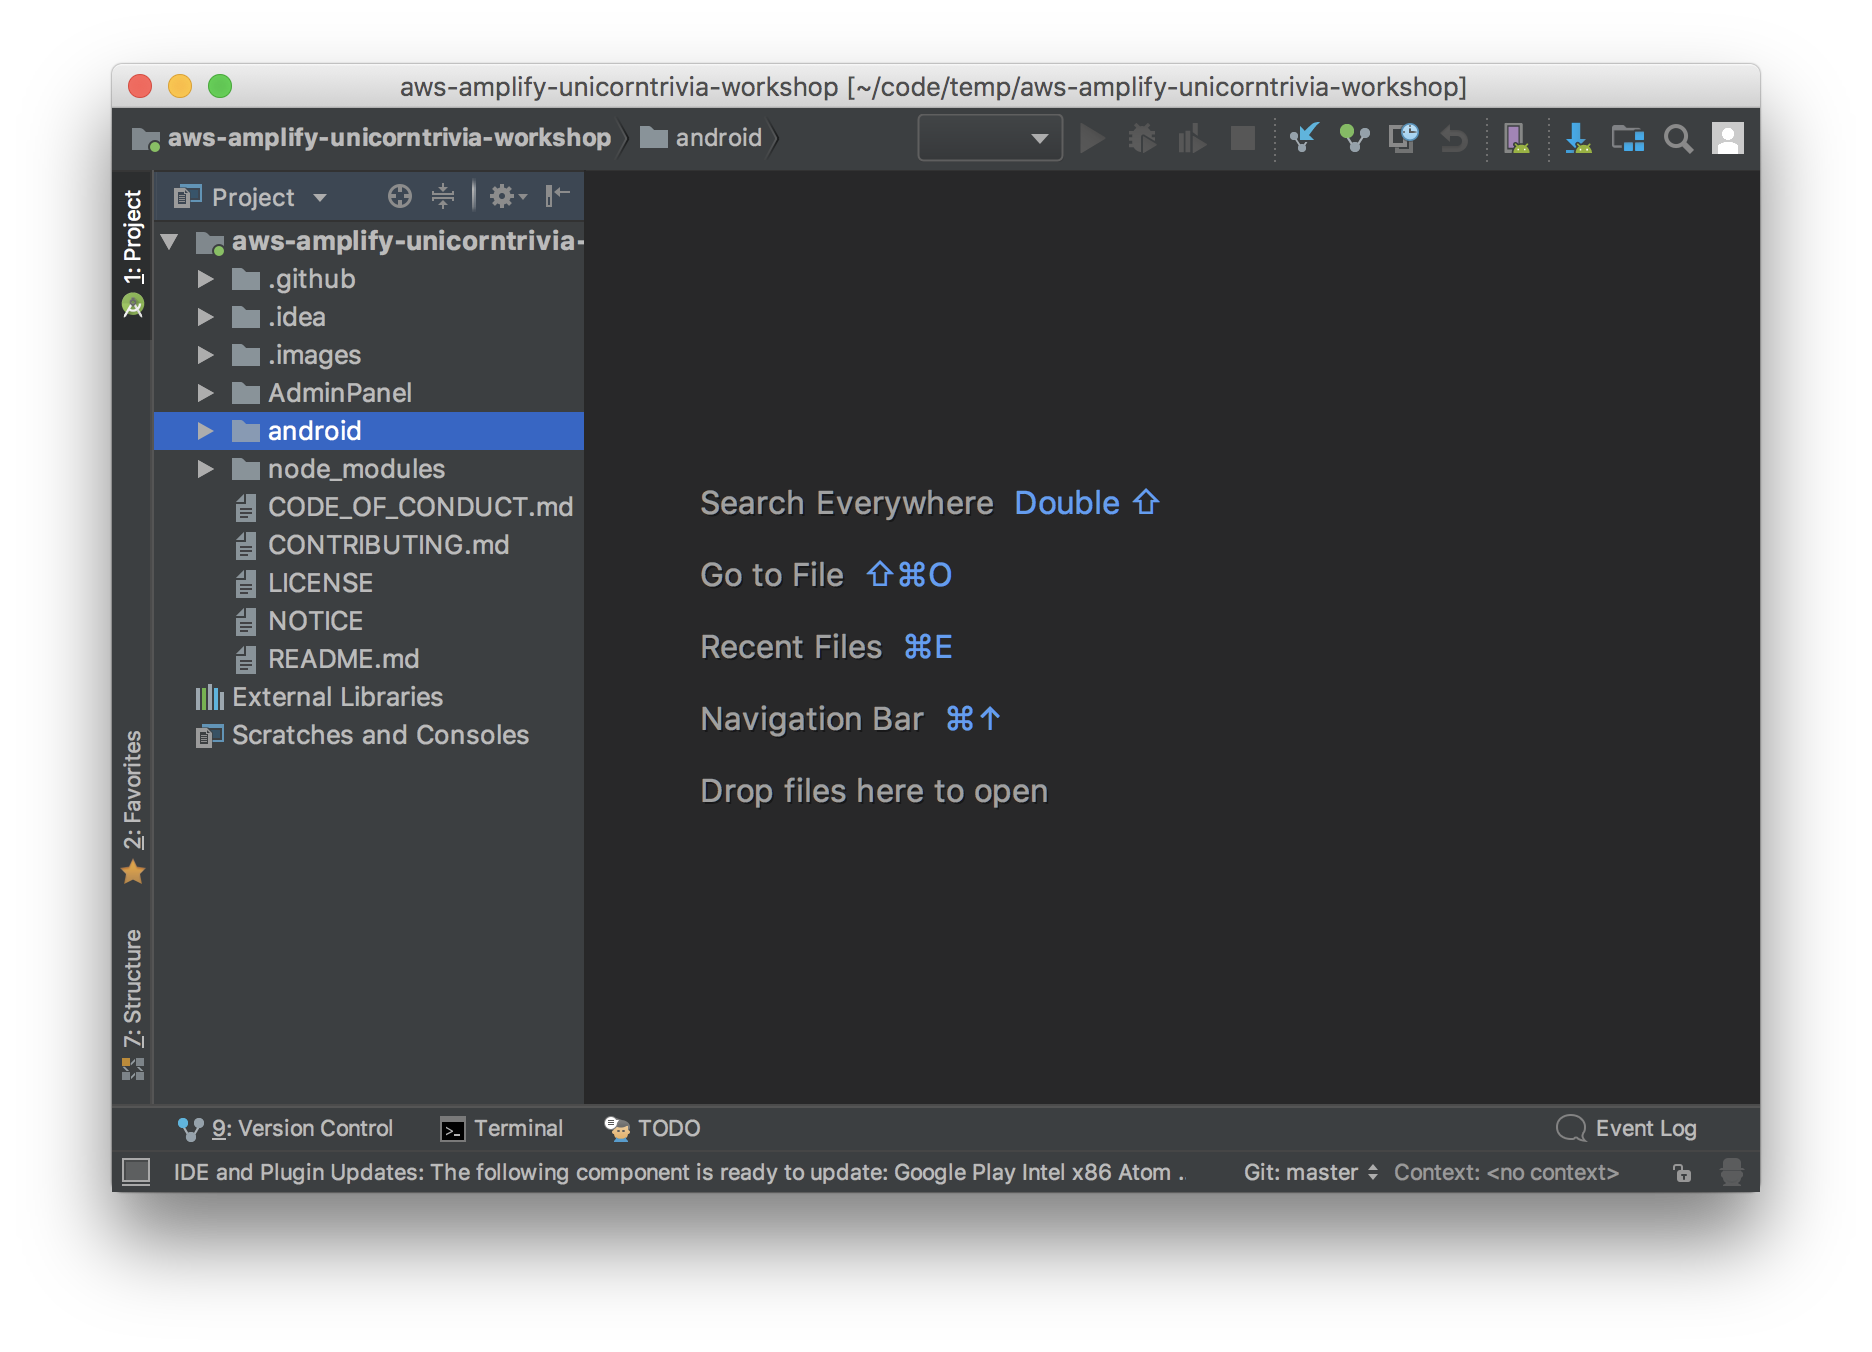 aws-amplify-unicorntrivia-workshop [~/code/temp/aws-amplify-unicorntrivia-workshop]
aws-amplify-unicorntrivia-workshop android
1: Project
Project
aws-amplify-unicorntrivia-
.github
.idea
.images
AdminPanel
android
node_modules
CODE_OF_CONDUCT.md
CONTRIBUTING.md
LICENSE
NOTICE
README.md
External Libraries
Scratches and Consoles
2: Favorites
7: Structure
Search Everywhere Double ⇧
Go to File ⇧⌘O
Recent Files ⌘E
Navigation Bar ⌘↑
Drop files here to open
9: Version Control Terminal TODO Event Log
IDE and Plugin Updates: The following component is ready to update: Google Play Intel x86 Atom .. Git: master Context: <no context>